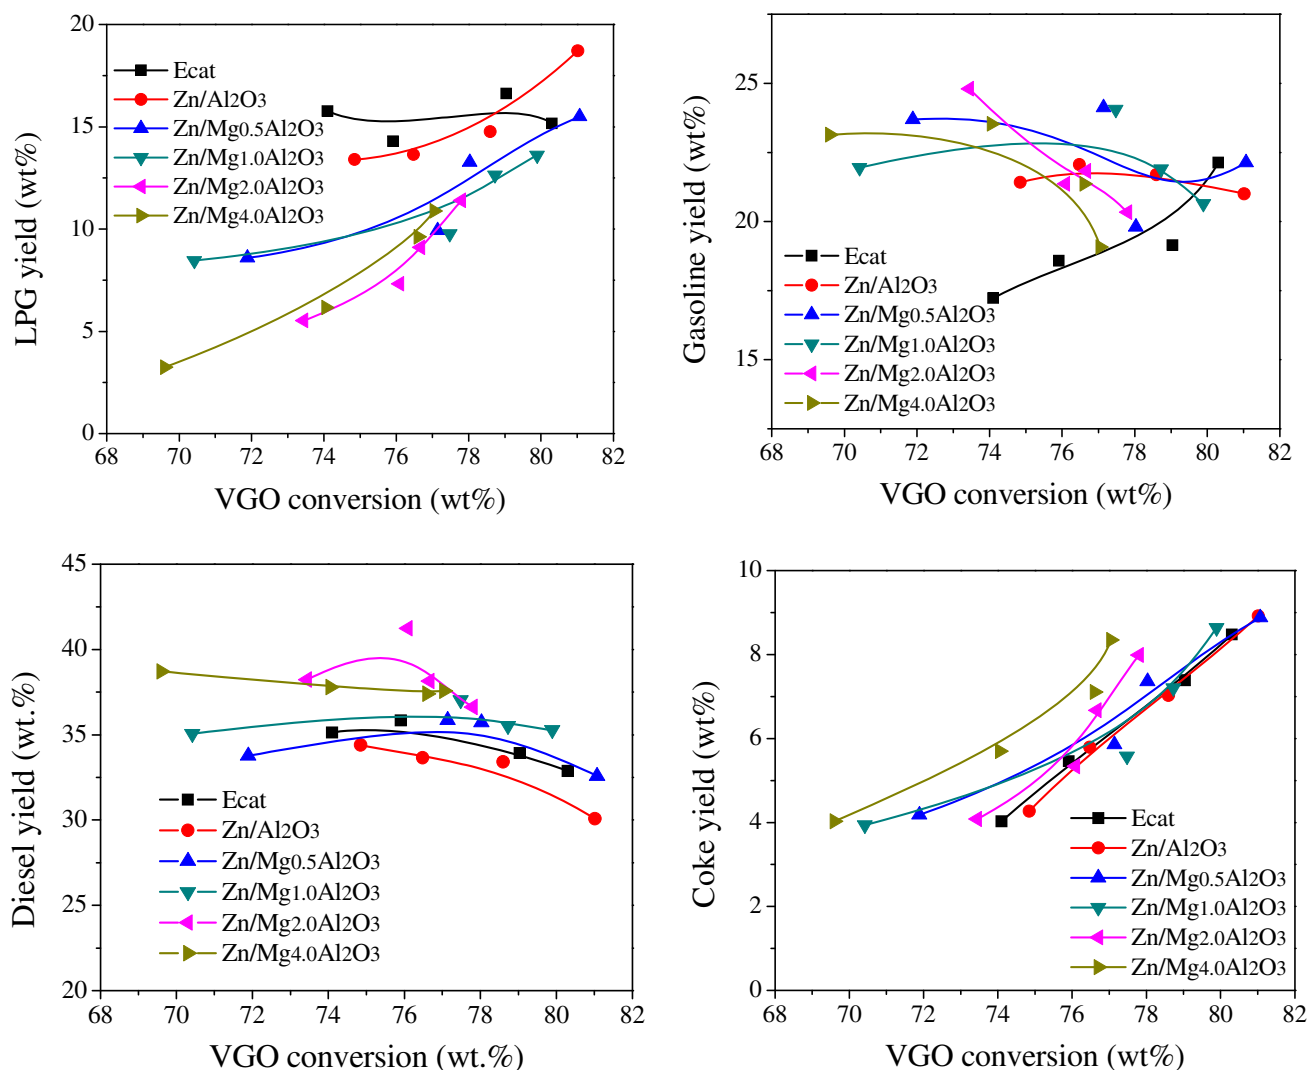 20
15
10
5
0
LPG yield (wt%)
Ecat
Zn/Al2O3
Zn/Mg0.5Al2O3
Zn/Mg1.0Al2O3
Zn/Mg2.0Al2O3
Zn/Mg4.0Al2O3
68 70 72 74 76 78 80 82
VGO conversion (wt%)
25
20
15
Gasoline yield (wt%)
Ecat
Zn/Al2O3
Zn/Mg0.5Al2O3
Zn/Mg1.0Al2O3
Zn/Mg2.0Al2O3
Zn/Mg4.0Al2O3
68 70 72 74 76 78 80 82
VGO conversion (wt%)
45
40
35
30
25
20
Diesel yield (wt.%)
Ecat
Zn/Al2O3
Zn/Mg0.5Al2O3
Zn/Mg1.0Al2O3
Zn/Mg2.0Al2O3
Zn/Mg4.0Al2O3
68 70 72 74 76 78 80 82
VGO conversion (wt.%)
10
8
6
4
2
0
Coke yield (wt%)
Ecat
Zn/Al2O3
Zn/Mg0.5Al2O3
Zn/Mg1.0Al2O3
Zn/Mg2.0Al2O3
Zn/Mg4.0Al2O3
68 70 72 74 76 78 80 82
VGO conversion (wt%)